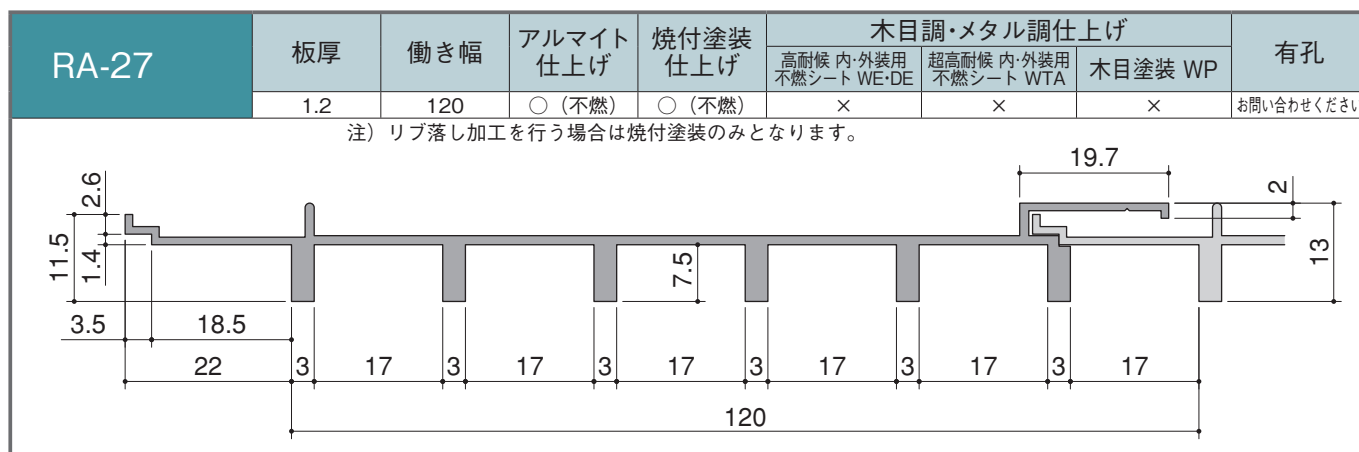 RA-27
板厚
働き幅
アルマイト
仕上げ
焼付塗装
仕上げ
木目調・メタル調仕上げ
高耐候 内・外装用
不燃シート WE・DE
超高耐候 内・外装用
不燃シート WTA
木目塗装 WP
有孔
1.2
120
○（不燃）
○（不燃）
×
×
×
お問い合わせください
注）リブ落し加工を行う場合は焼付塗装のみとなります。
19.7
2.6
2
11.5
1.4
7.5
13
3.5
18.5
22
3
17
3
17
3
17
3
17
3
17
3
17
120